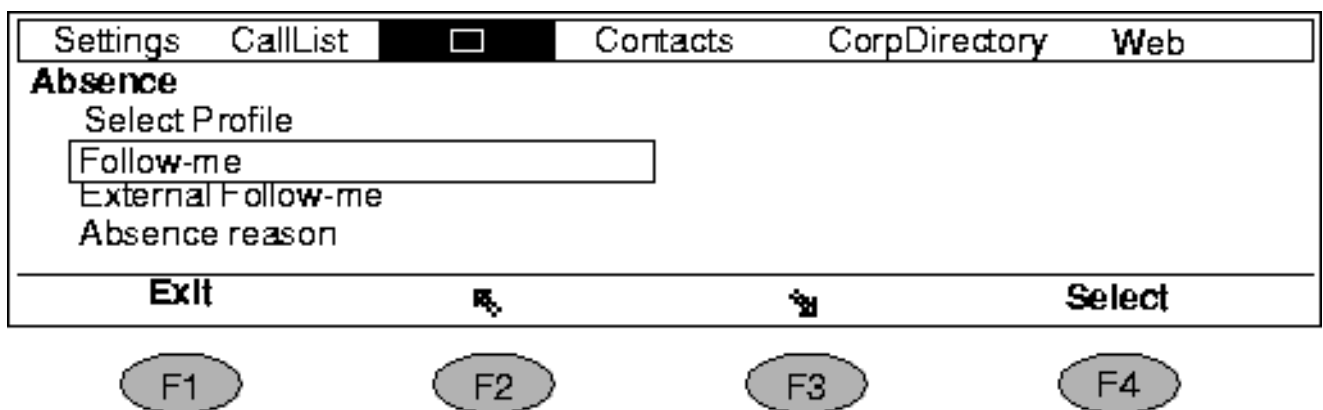 Settings CallList Contacts CorpDirectory Web
Absence
Select Profile
Follow-me
External Follow-me
Absence reason
Exit Select
F1 F2 F3 F4